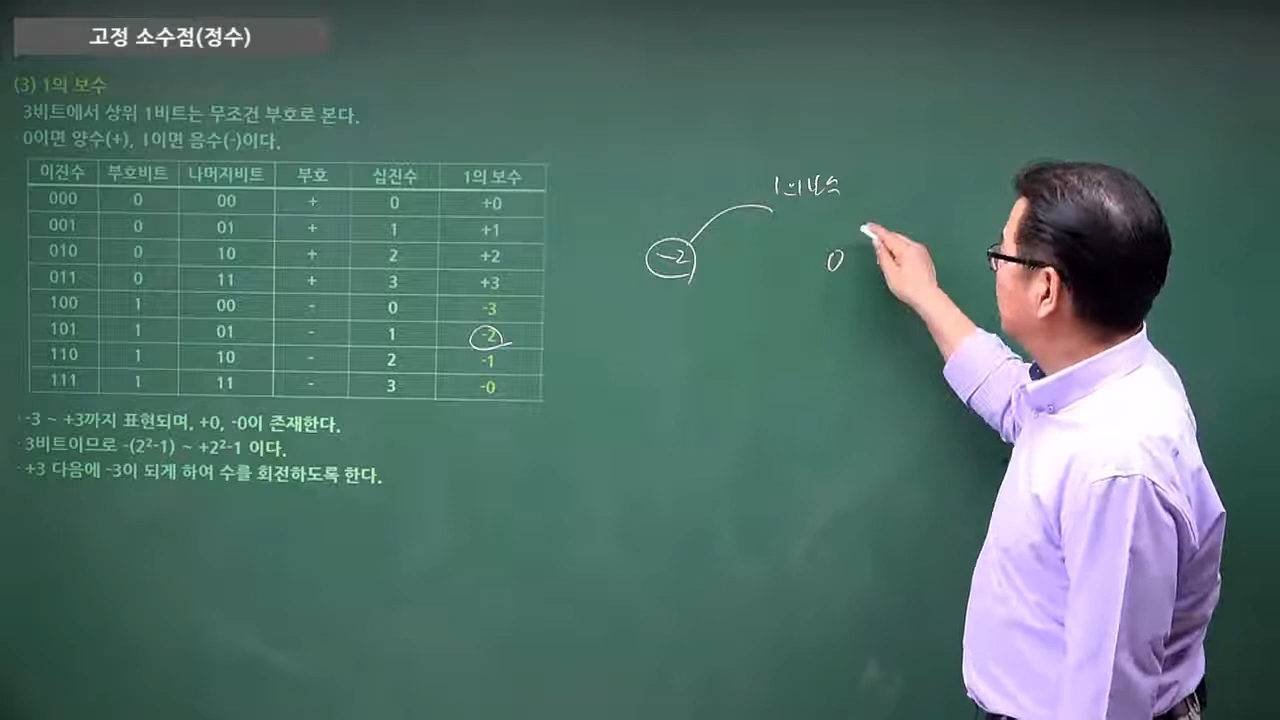 고정 소수점(정수)
(3) 1의 보수
3비트에서 상위 1비트는 무조건 부호로 본다.
0이면 양수(+), 1이면 음수(-)이다.
이진수 부호비트 나머지비트 부호 십진수 1의 보수
000 0 00 + 0 +0
001 0 01 + 1 +1
010 0 10 + 2 +2
011 0 11 + 3 +3
100 1 00 - 0 -3
101 1 01 - 1 -2
110 1 10 - 2 -1
111 1 11 - 3 -0
· -3 ~ +3까지 표현되며, +0, -0이 존재한다.
· 3비트이므로 -(2²-1) ~ +2²-1 이다.
· +3 다음에 -3이 되게 하여 수를 회전하도록 한다.
1의 보수
-2
0